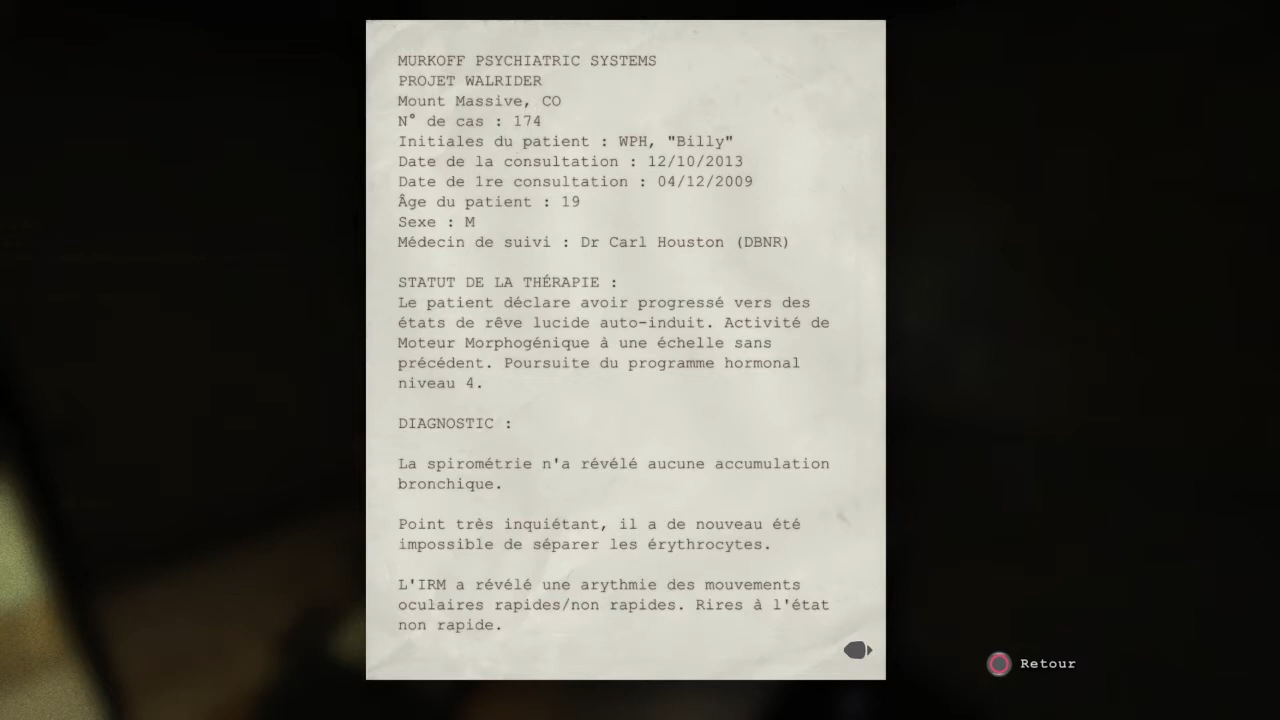 MURKOFF PSYCHIATRIC SYSTEMS
PROJET WALRIDER
Mount Massive, CO
N° de cas : 174
Initiales du patient : WPH, "Billy"
Date de la consultation : 12/10/2013
Date de 1re consultation : 04/12/2009
Âge du patient : 19
Sexe : M
Médecin de suivi : Dr Carl Houston (DBNR)
STATUT DE LA THÉRAPIE :
Le patient déclare avoir progressé vers des
états de rêve lucide auto-induit. Activité de
Moteur Morphogénique à une échelle sans
précédent. Poursuite du programme hormonal
niveau 4.
DIAGNOSTIC :
La spirométrie n'a révélé aucune accumulation
bronchique.
Point très inquiétant, il a de nouveau été
impossible de séparer les érythrocytes.
L'IRM a révélé une arythmie des mouvements
oculaires rapides/non rapides. Rires à l'état
non rapide.
Retour